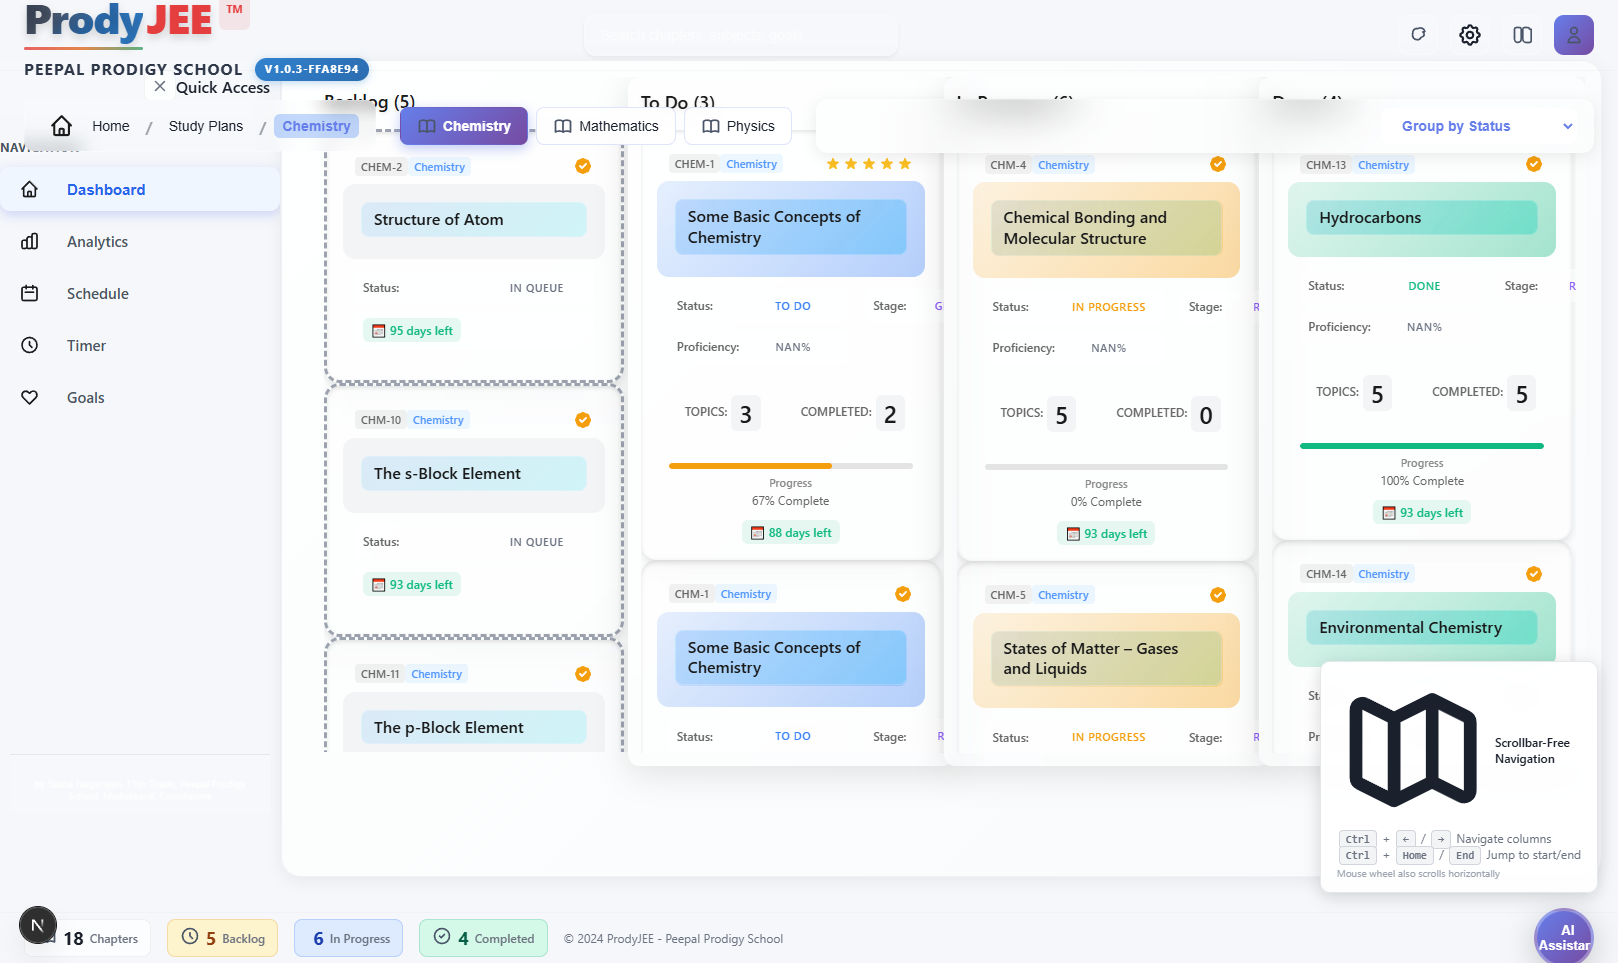 ProdyJEE TM
PEEPAL PRODIGY SCHOOL V1.0.3-FFA8E94
Quick Access
Home / Study Plans / Chemistry
Chemistry Mathematics Physics
Group by Status
NAVIGATION
Dashboard
Analytics
Schedule
Timer
Goals
Backlog (5)
CHEM-2 Chemistry
Structure of Atom
Status: IN QUEUE
95 days left
CHM-10 Chemistry
The s-Block Element
Status: IN QUEUE
93 days left
CHM-11 Chemistry
The p-Block Element
To Do (3)
CHEM-1 Chemistry
Some Basic Concepts of
Chemistry
Status: TO DO Stage: G
Proficiency: NAN%
TOPICS: 3 COMPLETED: 2
Progress
67% Complete
88 days left
CHM-1 Chemistry
Some Basic Concepts of
Chemistry
Status: TO DO Stage: R
CHM-4 Chemistry
Chemical Bonding and
Molecular Structure
Status: IN PROGRESS Stage: R
Proficiency: NAN%
TOPICS: 5 COMPLETED: 0
Progress
0% Complete
93 days left
CHM-5 Chemistry
States of Matter – Gases
and Liquids
Status: IN PROGRESS Stage: R
CHM-13 Chemistry
Hydrocarbons
Status: DONE Stage: R
Proficiency: NAN%
TOPICS: 5 COMPLETED: 5
Progress
100% Complete
93 days left
CHM-14 Chemistry
Environmental Chemistry
Scrollbar-Free
Navigation
Ctrl + ← / → Navigate columns
Ctrl + Home / End Jump to start/end
Mouse wheel also scrolls horizontally
N
18 Chapters
5 Backlog
6 In Progress
4 Completed
© 2024 ProdyJEE - Peepal Prodigy School
AI
Assistan